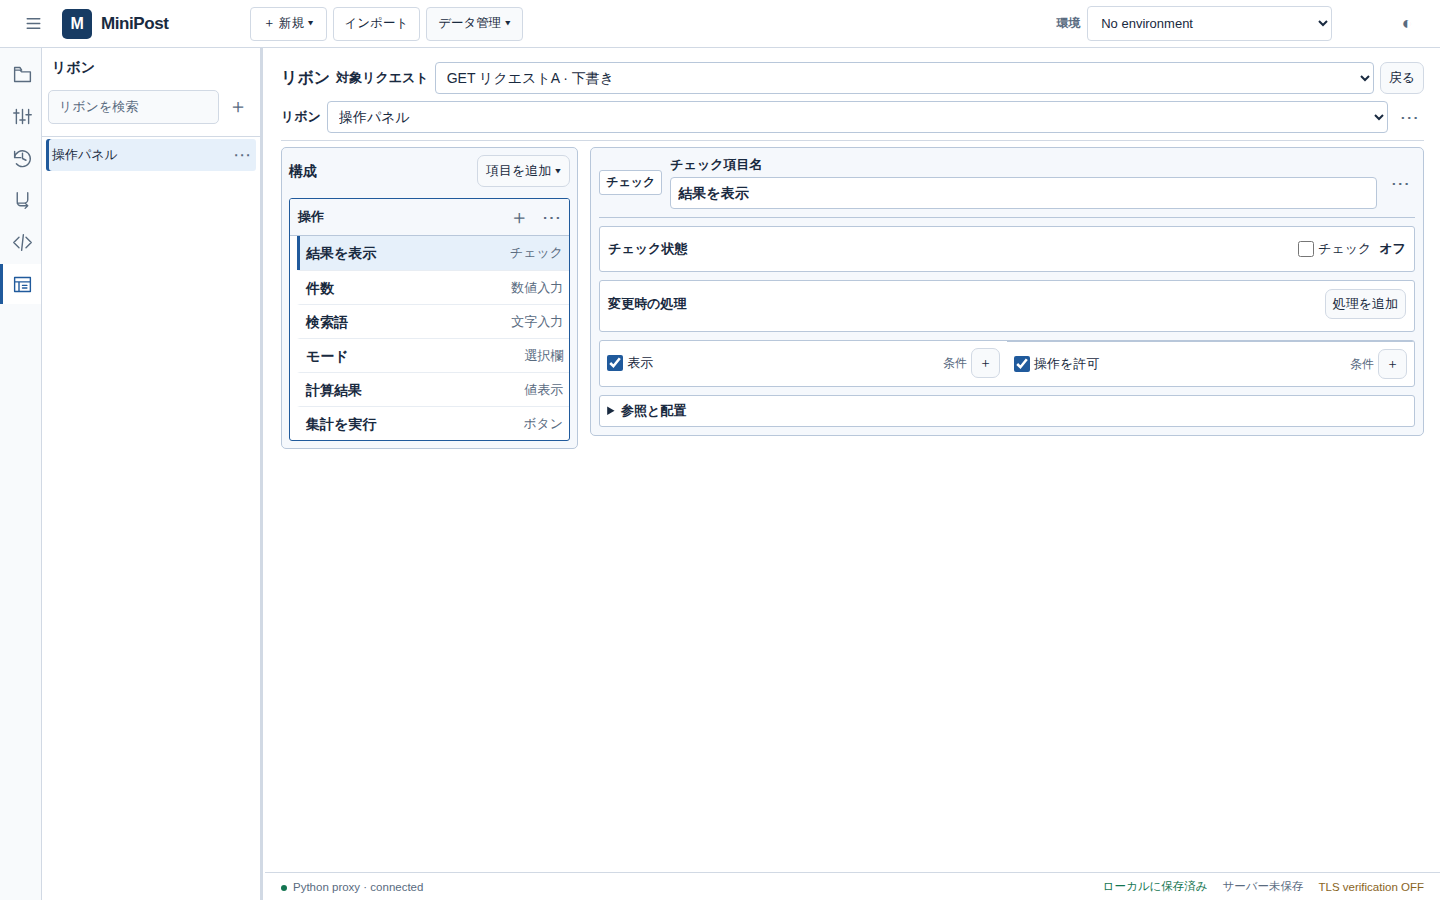 M MiniPost
＋ 新規 ▾
インポート
データ管理 ▾
環境
No environment
リボン
リボンを検索
＋
操作パネル
...
リボン 対象リクエスト
GET リクエストA · 下書き
戻る
リボン
操作パネル
...
構成
項目を追加 ▾
操作
＋
...
結果を表示
チェック
件数
数値入力
検索語
文字入力
モード
選択欄
計算結果
値表示
集計を実行
ボタン
チェック
チェック項目名
結果を表示
...
チェック状態
チェック オフ
変更時の処理
処理を追加
表示
条件
＋
操作を許可
条件
＋
▶ 参照と配置
Python proxy · connected
ローカルに保存済み
サーバー未保存
TLS verification OFF